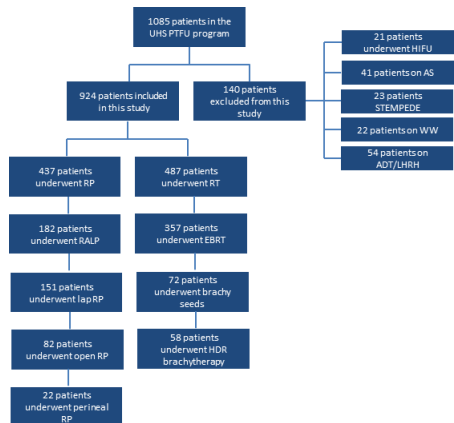 1085 patients in the
UHS PTFU program
924 patients included
in this study
140 patients
excluded from this
study
21 patients
underwent HIFU
41 patients on AS
23 patients
STEMPEDE
22 patients on WW
54 patients on
ADT/LHRH
437 patients
underwent RP
487 patients
underwent RT
182 patients
underwent RALP
357 patients
underwent EBRT
151 patients
underwent lap RP
72 patients
underwent brachy
seeds
82 patients
underwent open RP
58 patients
underwent HDR
brachytherapy
22 patients
underwent perineal
RP